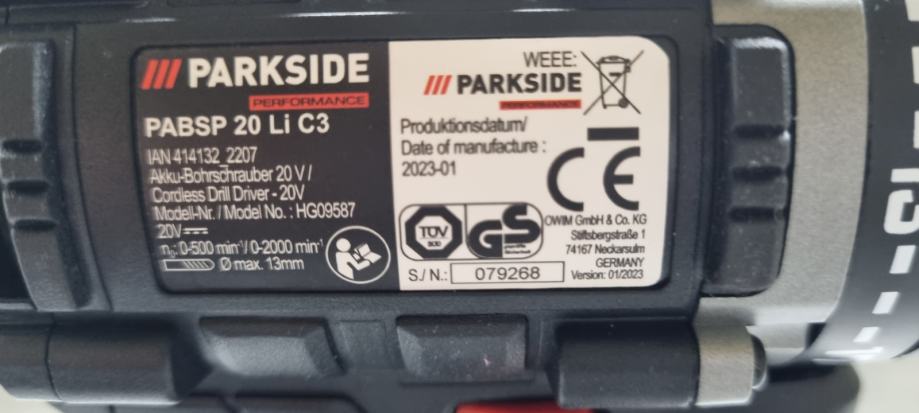 /// PARKSIDE
PERFORMANCE
PABSP 20 Li C3
IAN 414132_2207
Akku-Bohrschrauber 20 V /
Cordless Drill Driver - 20V
Modell-Nr. / Model No. : HG09587
20V
n₀: 0-500 min⁻¹/ 0-2000 min⁻¹
Ø max. 13mm
WEEE:
/// PARKSIDE
PERFORMANCE
Produktionsdatum/
Date of manufacture :
2023-01
CE
TÜV
SÜD
GS
geprüfte
Sicherheit
OWIM GmbH & Co. KG
Stiftsbergstraße 1
74167 Neckarsulm
GERMANY
Version: 01/2023
S./ N.: 079268